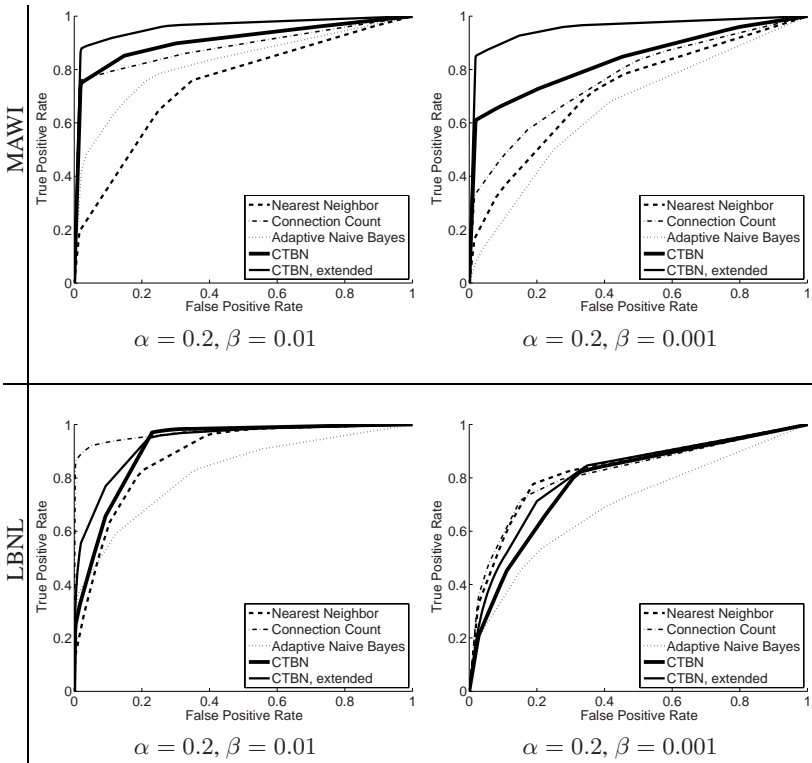 MAWI
True Positive Rate
1
0.8
0.6
0.4
0.2
0
0 0.2 0.4 0.6 0.8 1
False Positive Rate
Nearest Neighbor
Connection Count
Adaptive Naive Bayes
CTBN
CTBN, extended
α = 0.2, β = 0.01
True Positive Rate
1
0.8
0.6
0.4
0.2
0
0 0.2 0.4 0.6 0.8 1
False Positive Rate
Nearest Neighbor
Connection Count
Adaptive Naive Bayes
CTBN
CTBN, extended
α = 0.2, β = 0.001
LBNL
True Positive Rate
1
0.8
0.6
0.4
0.2
0
0 0.2 0.4 0.6 0.8 1
False Positive Rate
Nearest Neighbor
Connection Count
Adaptive Naive Bayes
CTBN
CTBN, extended
α = 0.2, β = 0.01
True Positive Rate
1
0.8
0.6
0.4
0.2
0
0 0.2 0.4 0.6 0.8 1
False Positive Rate
Nearest Neighbor
Connection Count
Adaptive Naive Bayes
CTBN
CTBN, extended
α = 0.2, β = 0.001